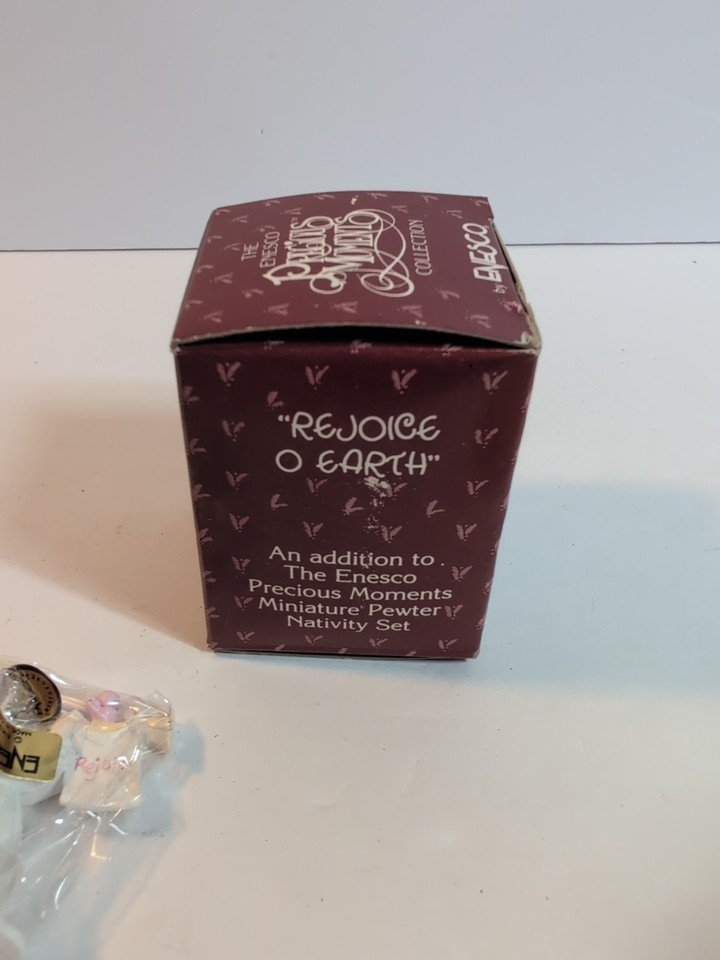 THE
ENESCO
PRECIOUS
MOMENTS
COLLECTION
by ENESCO
"REJOICE
O EARTH"
An addition to
The Enesco
Precious Moments
Miniature Pewter
Nativity Set
ENE